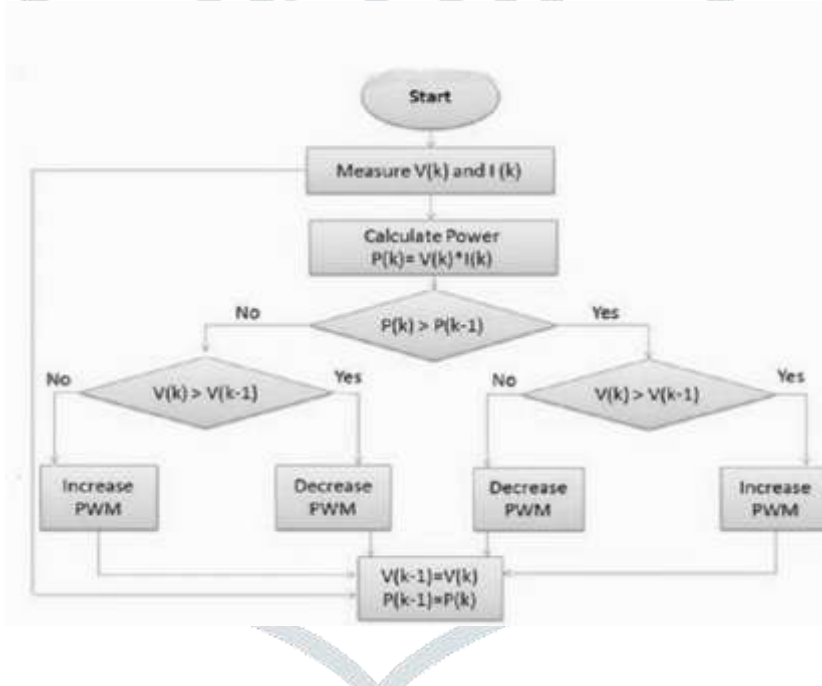 Start
Measure V(k) and I (k)
Calculate Power
P(k)= V(k)*I(k)
P(k) > P(k-1)
No
Yes
V(k) > V(k-1)
No
Yes
V(k) > V(k-1)
No
Yes
Increase
PWM
Decrease
PWM
Decrease
PWM
Increase
PWM
V(k-1)=V(k)
P(k-1)=P(k)